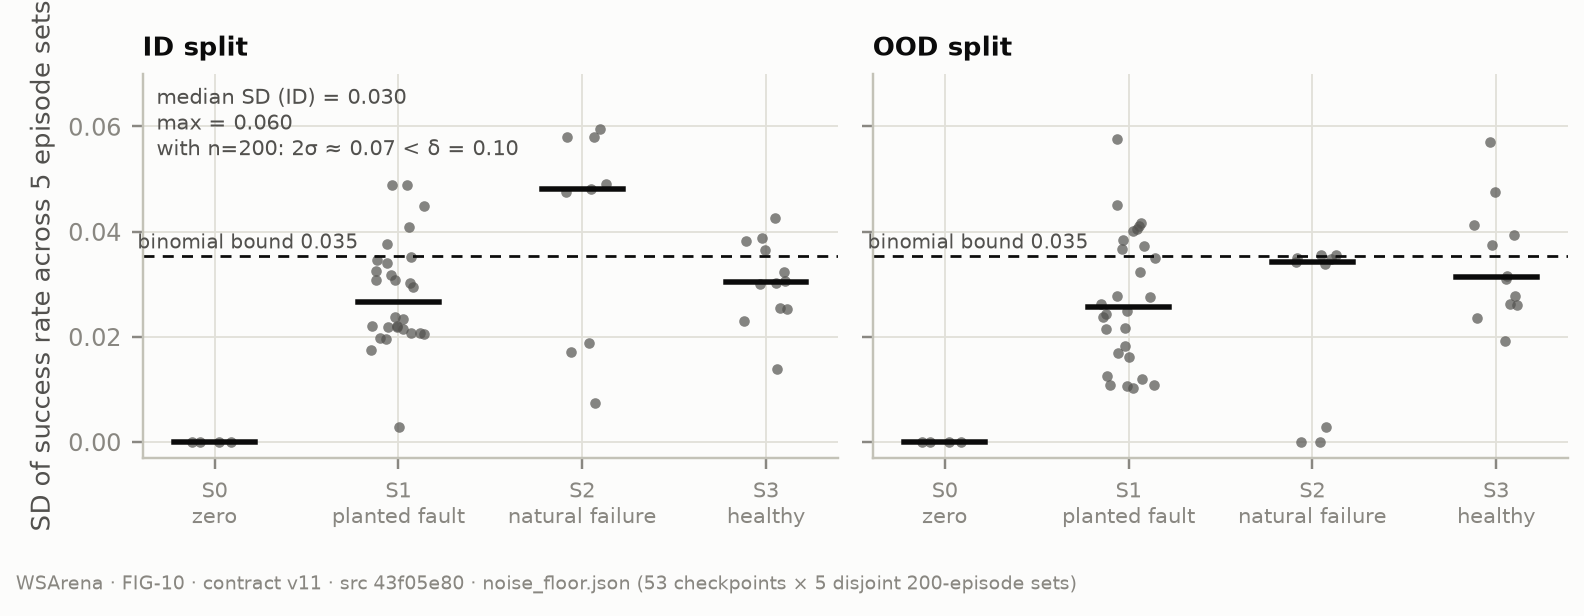 ID split
OOD split
SD of success rate across 5 episode sets
median SD (ID) = 0.030
max = 0.060
with n=200: 2σ ≈ 0.07 < δ = 0.10
0.06
0.04
0.02
0.00
binomial bound 0.035
binomial bound 0.035
S0
zero
S1
planted fault
S2
natural failure
S3
healthy
S0
zero
S1
planted fault
S2
natural failure
S3
healthy
WSArena · FIG-10 · contract v11 · src 43f05e80 · noise_floor.json (53 checkpoints × 5 disjoint 200-episode sets)